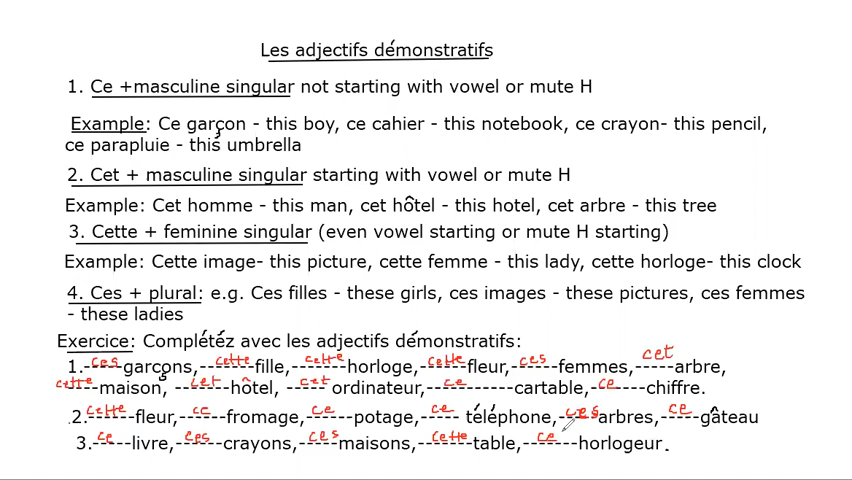 Les adjectifs démonstratifs
1. Ce +masculine singular not starting with vowel or mute H
Example: Ce garçon - this boy, ce cahier - this notebook, ce crayon- this pencil,
ce parapluie - this umbrella
2. Cet + masculine singular starting with vowel or mute H
Example: Cet homme - this man, cet hôtel - this hotel, cet arbre - this tree
3. Cette + feminine singular (even vowel starting or mute H starting)
Example: Cette image- this picture, cette femme - this lady, cette horloge- this clock
4. Ces + plural: e.g. Ces filles - these girls, ces images - these pictures, ces femmes
- these ladies
Exercice: Complétéz avec les adjectifs démonstratifs:
1. ces garçons, cette fille, cette horloge, cette fleur, ces femmes, cet arbre,
cette maison, cet hôtel, cet ordinateur, ce cartable, ce chiffre.
2. cette fleur, ce fromage, ce potage, ce téléphone, ces arbres, ce gâteau
3. ce livre, ces crayons, ces maisons, cette table, ce horlogeur.